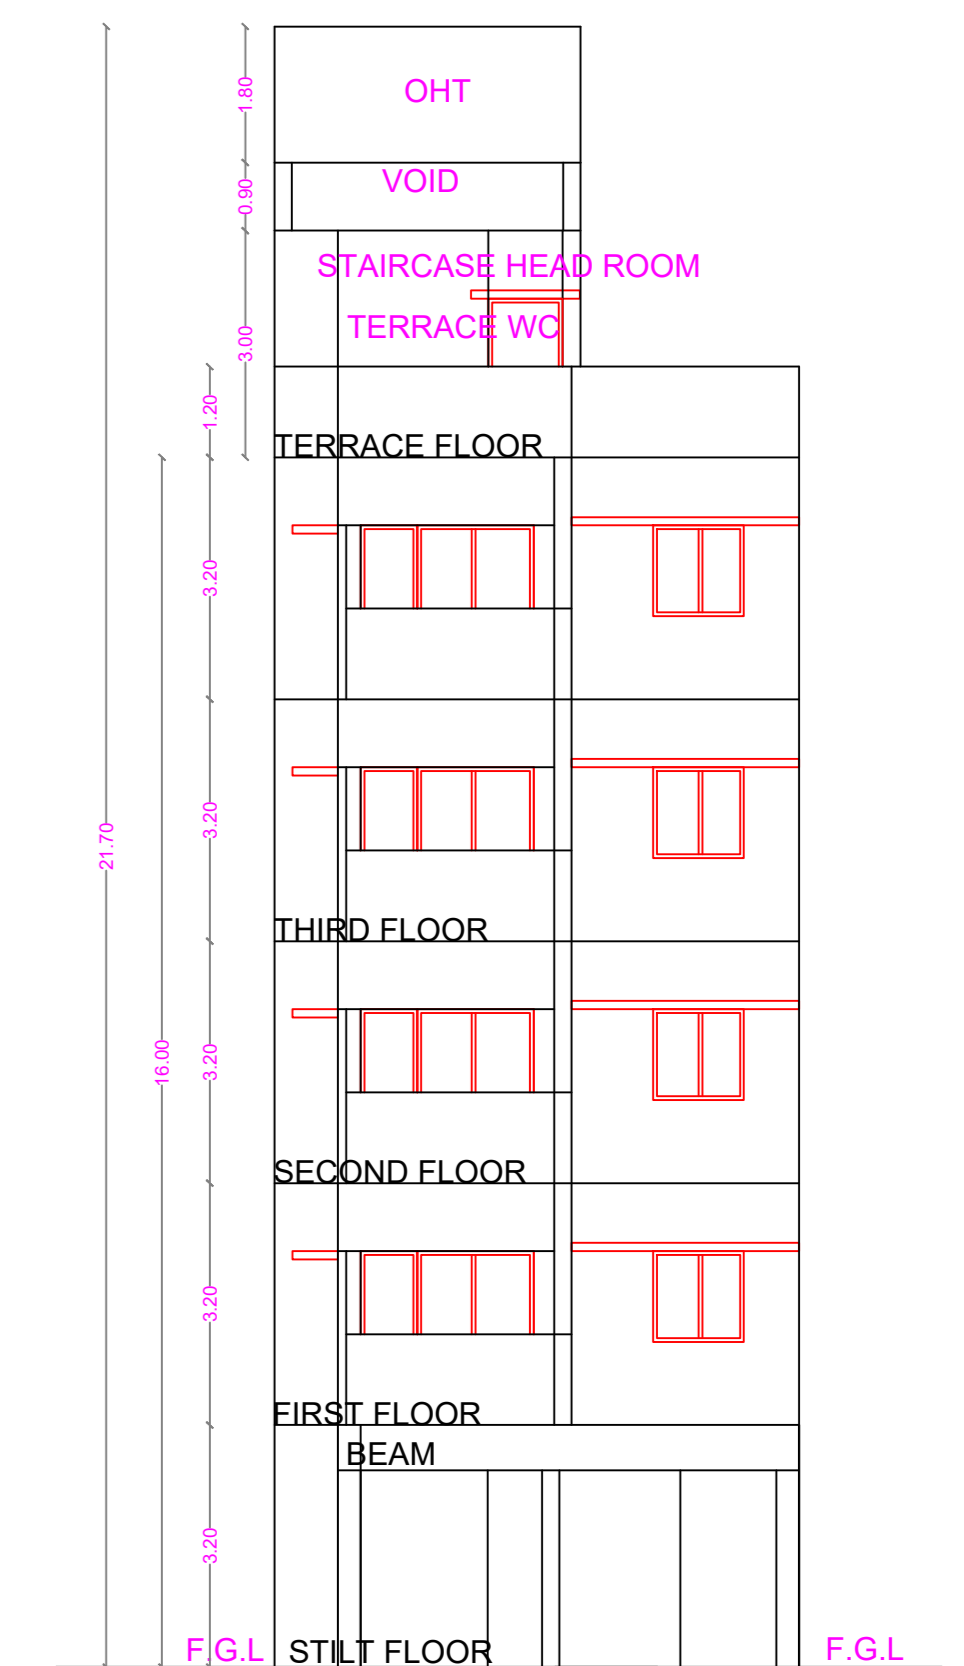 OHT
1.80
VOID
0.90
STAIRCASE HEAD ROOM
TERRACE WC
3.00
1.20
TERRACE FLOOR
3.20
21.70
3.20
THIRD FLOOR
16.00
3.20
SECOND FLOOR
3.20
FIRST FLOOR
BEAM
3.20
F.G.L
STILT FLOOR
F.G.L